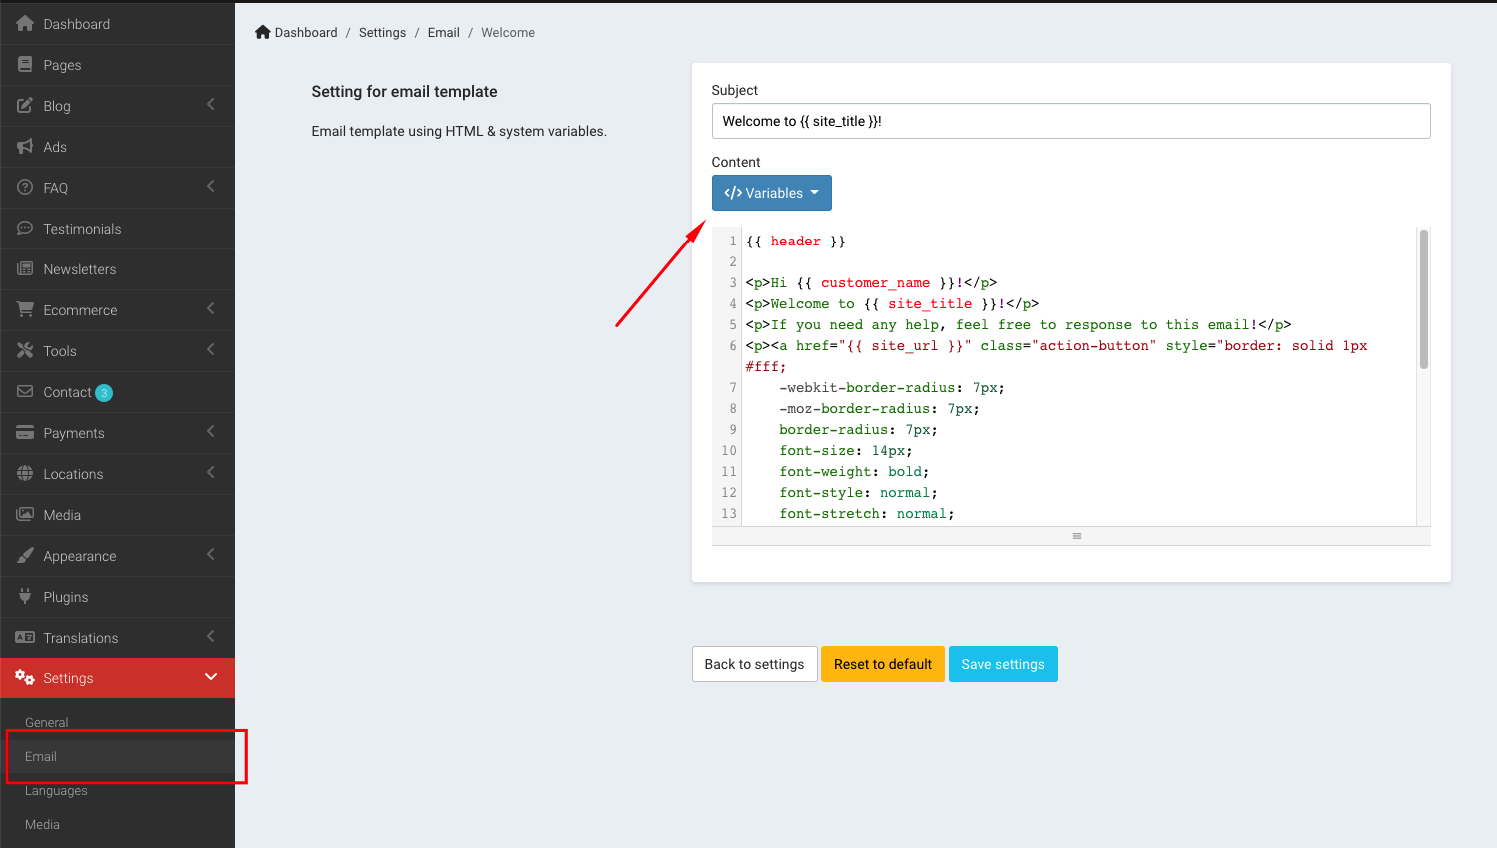 Dashboard
Pages
Blog
Ads
FAQ
Testimonials
Newsletters
Ecommerce
Tools
Contact 3
Payments
Locations
Media
Appearance
Plugins
Translations
Settings
General
Email
Languages
Media
Dashboard / Settings / Email / Welcome
Setting for email template
Email template using HTML & system variables.
Subject
Welcome to {{ site_title }}!
Content
</> Variables
1 {{ header }}
2
3 <p>Hi {{ customer_name }}!</p>
4 <p>Welcome to {{ site_title }}!</p>
5 <p>If you need any help, feel free to response to this email!</p>
6 <p><a href="{{ site_url }}" class="action-button" style="border: solid 1px
#fff;
7 -webkit-border-radius: 7px;
8 -moz-border-radius: 7px;
9 border-radius: 7px;
10 font-size: 14px;
11 font-weight: bold;
12 font-style: normal;
13 font-stretch: normal;
Back to settings
Reset to default
Save settings